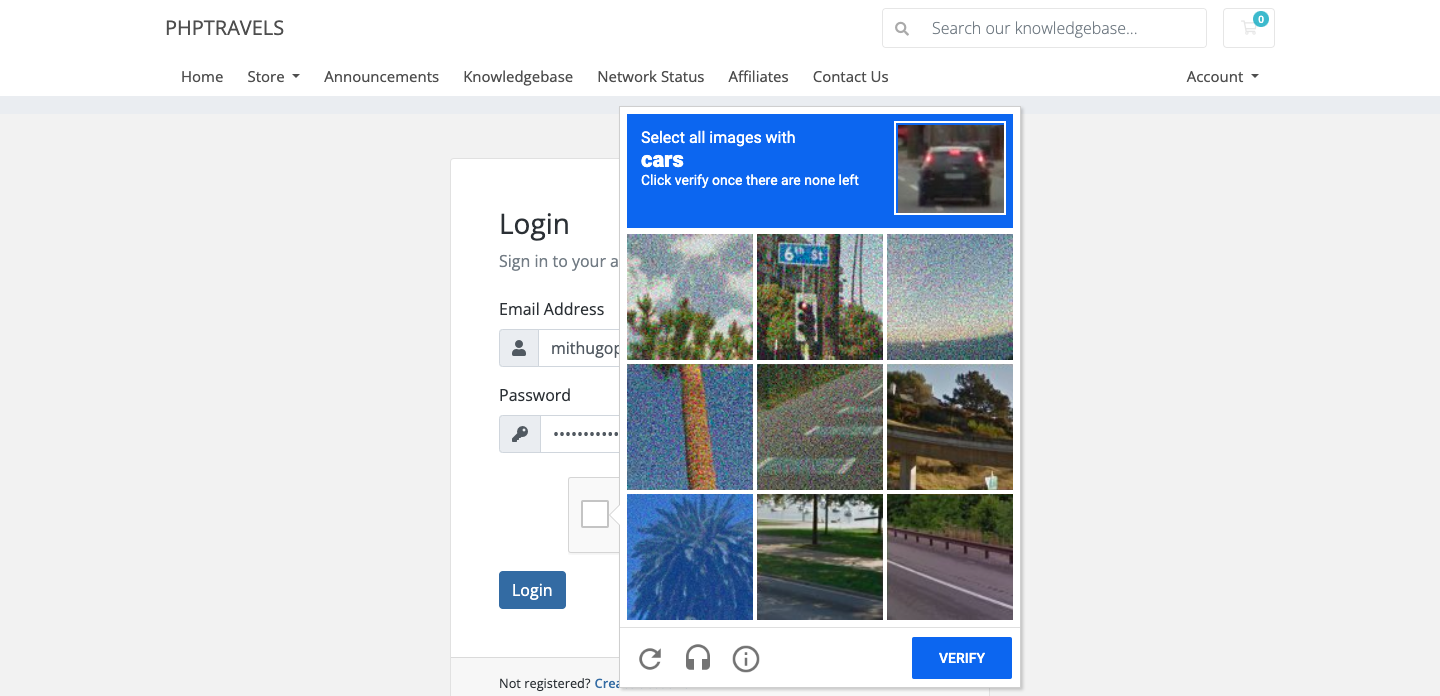 PHPTRAVELS
Search our knowledgebase...
0
Home
Store
Announcements
Knowledgebase
Network Status
Affiliates
Contact Us
Account
Select all images with
cars
Click verify once there are none left
6th St
Login
Sign in to your a
Email Address
mithugop
Password
Login
VERIFY
Not registered? Crea